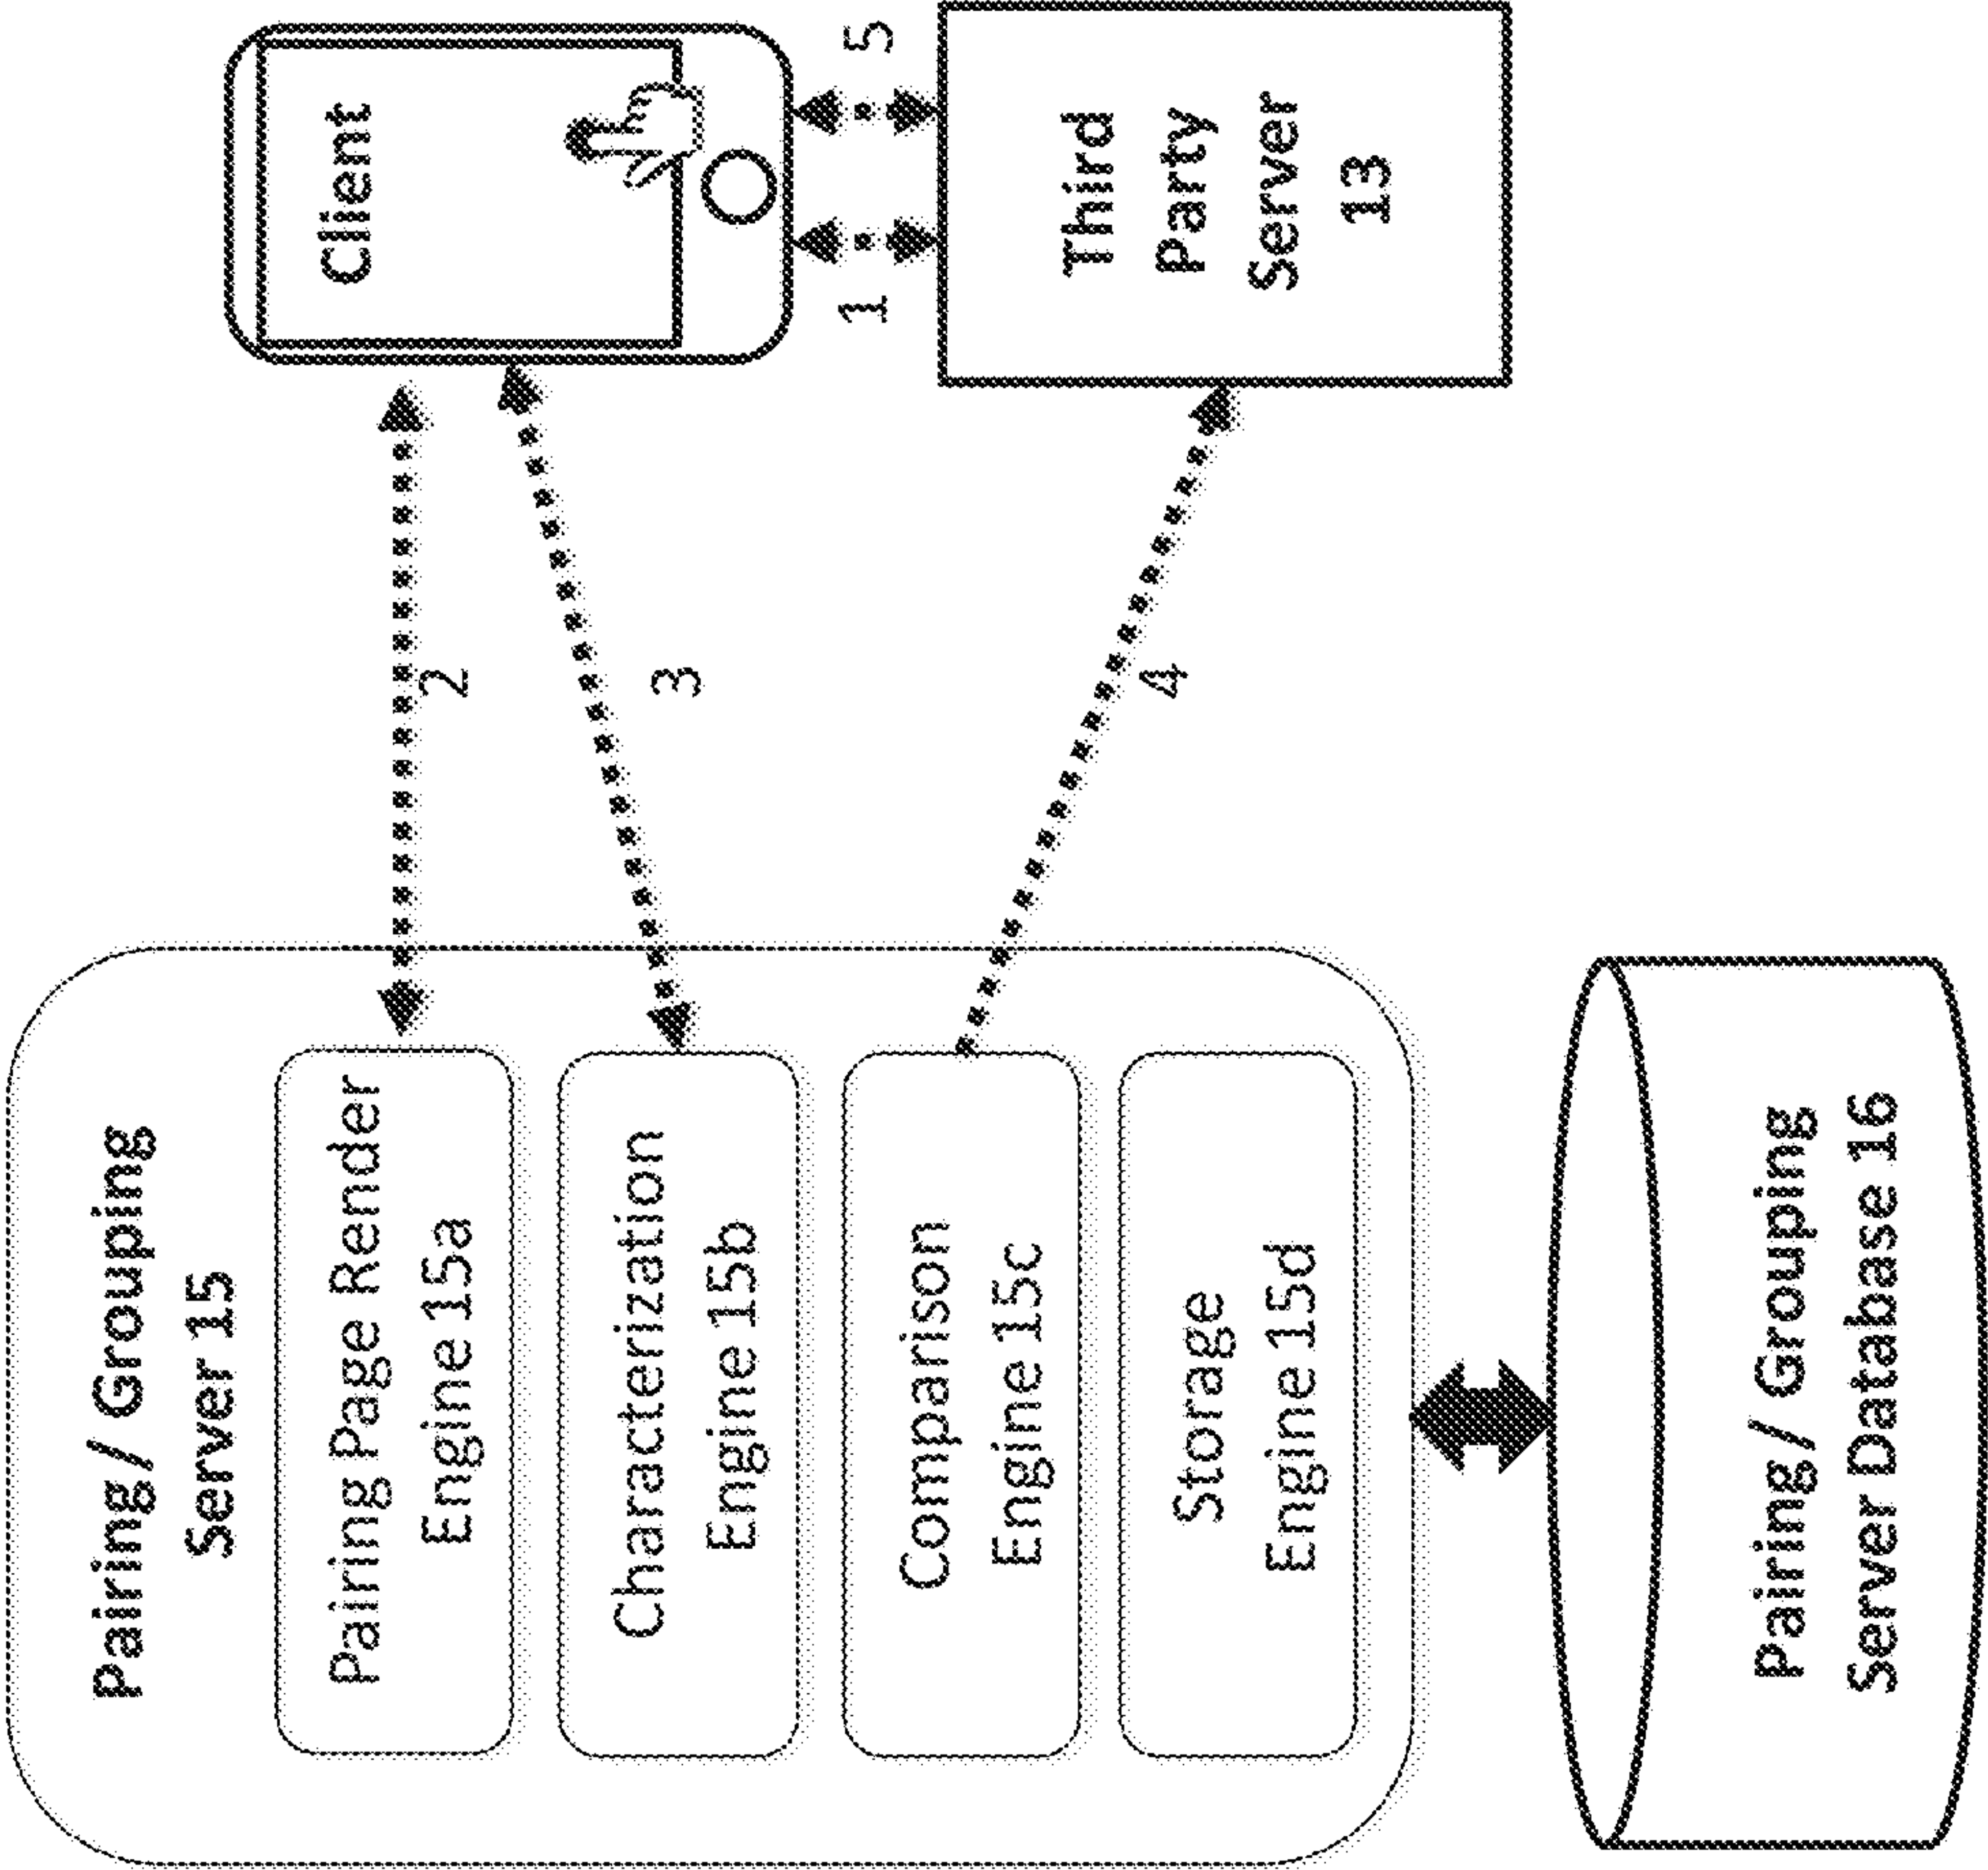 Pairing / Grouping
Server 15
Pairing Page Render
Engine 15a
Characterization
Engine 15b
Comparison
Engine 15c
Storage
Engine 15d
Pairing / Grouping
Server Database 16
2
3
4
Client
1
5
Third
Party
Server
13